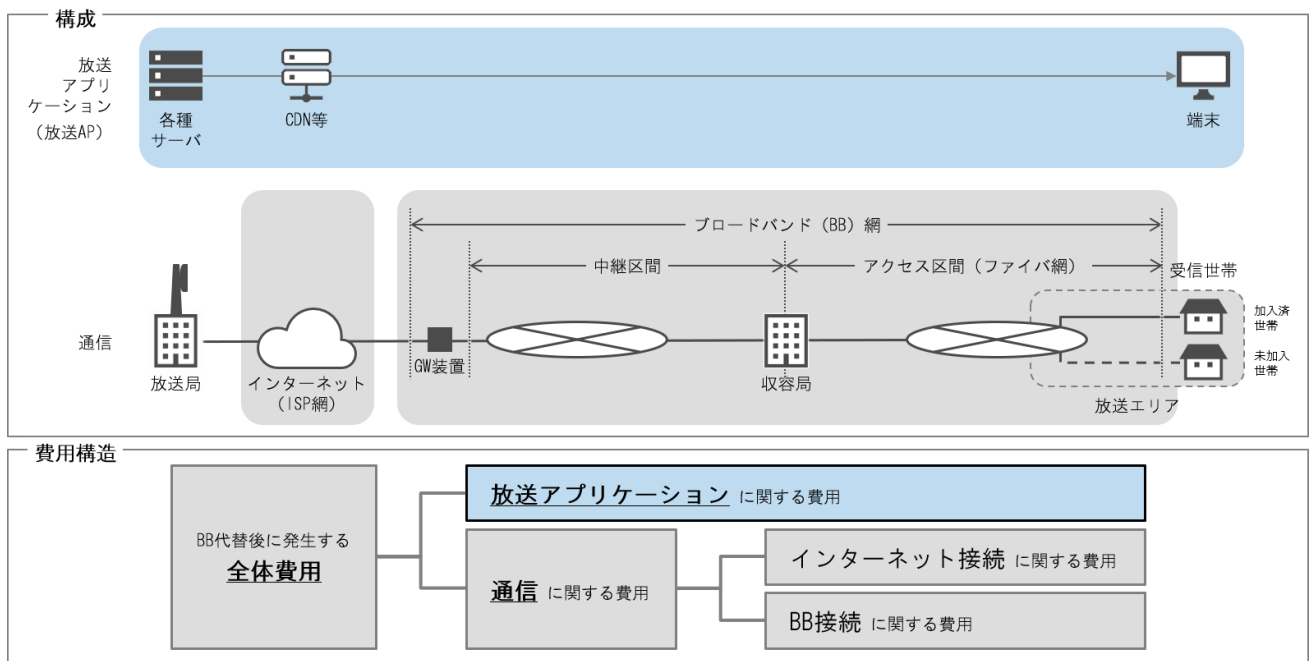 構成
放送
アプリ
ケーション
（放送AP）
各種
サーバ
CDN等
端末
ブロードバンド（BB）網
中継区間
アクセス区間（ファイバ網）
受信世帯
加入済
世帯
通信
未加入
世帯
放送局
インターネット
（ISP網）
GW装置
収容局
放送エリア
費用構造
BB代替後に発生する
全体費用
放送アプリケーション に関する費用
通信 に関する費用
インターネット接続 に関する費用
BB接続 に関する費用